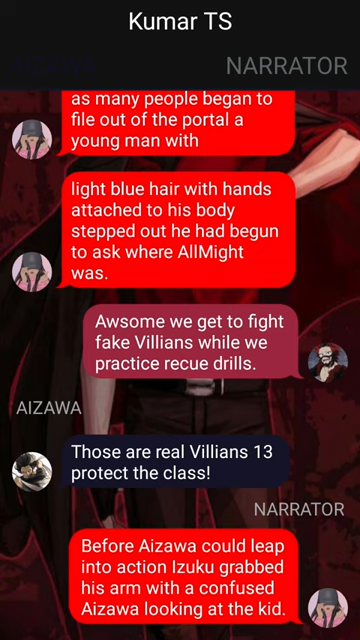 Kumar TS
NARRATOR
as many people began to
file out of the portal a
young man with
light blue hair with hands
attached to his body
stepped out he had begun
to ask where AllMight
was.
Awsome we get to fight
fake Villians while we
practice recue drills.
AIZAWA
Those are real Villians 13
protect the class!
NARRATOR
Before Aizawa could leap
into action Izuku grabbed
his arm with a confused
Aizawa looking at the kid.